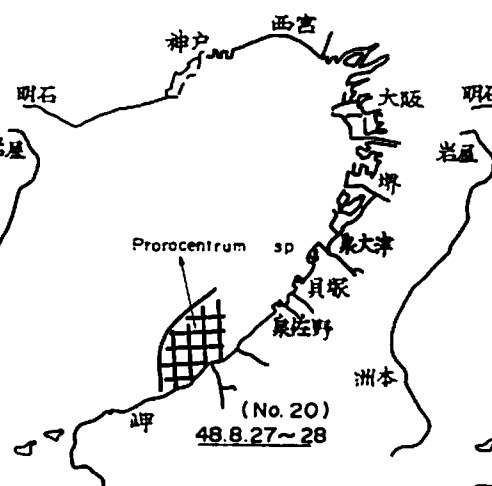 西宮
神戸
明石
大阪
明石
岩屋
岩屋
堺
Prorocentrum sp
泉大津
貝塚
泉佐野
洲本
(No. 20)
岬
48.8.27~28